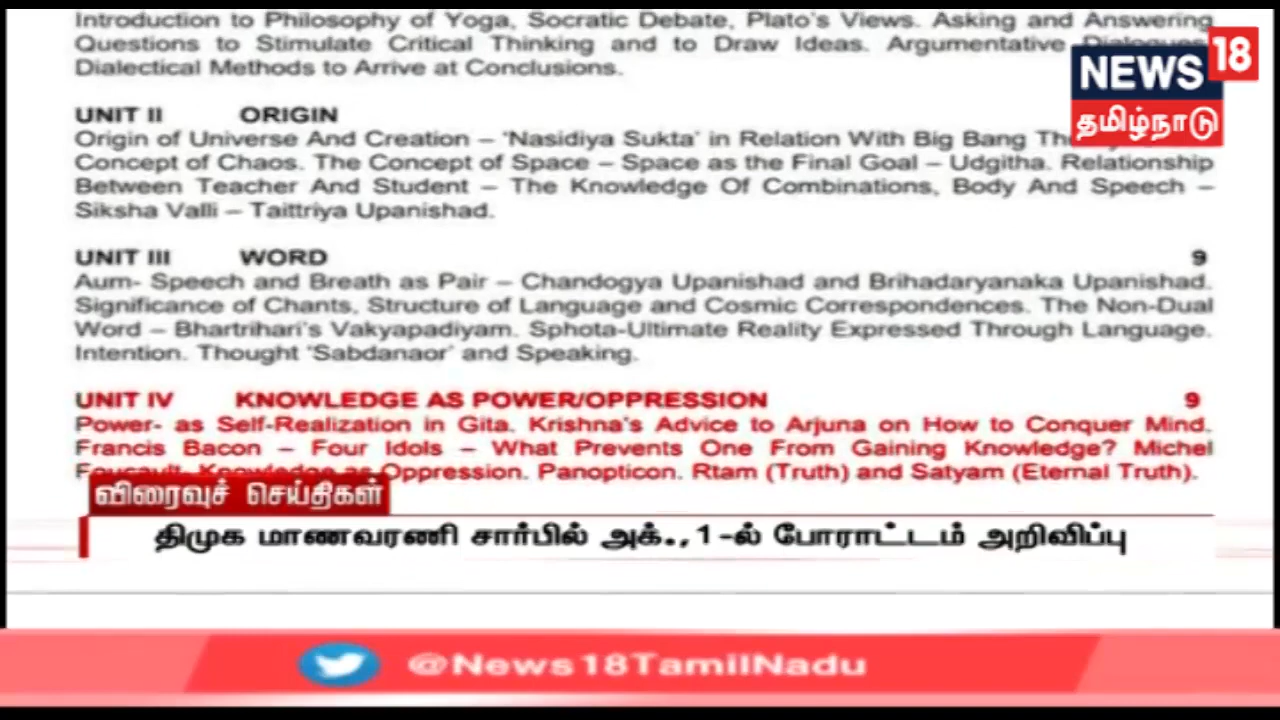 Introduction to Philosophy of Yoga, Socratic Debate, Plato's Views. Asking and Answering
Questions to Stimulate Critical Thinking and to Draw Ideas. Argumentative Dialogues,
Dialectical Methods to Arrive at Conclusions.
NEWS 18
தமிழ்நாடு
UNIT II ORIGIN
Origin of Universe And Creation – 'Nasidiya Sukta' in Relation With Big Bang
Concept of Chaos. The Concept of Space – Space as the Final Goal – Udgitha. Relationship
Between Teacher And Student – The Knowledge Of Combinations, Body And Speech –
Siksha Valli – Taittriya Upanishad.
UNIT III WORD 9
Aum- Speech and Breath as Pair – Chandogya Upanishad and Brihadaryanaka Upanishad.
Significance of Chants, Structure of Language and Cosmic Correspondences. The Non-Dual
Word – Bhartrihari's Vakyapadiyam. Sphota-Ultimate Reality Expressed Through Language.
Intention. Thought 'Sabdanaor' and Speaking.
UNIT IV KNOWLEDGE AS POWER/OPPRESSION 9
Power- as Self-Realization in Gita. Krishna's Advice to Arjuna on How to Conquer Mind.
Francis Bacon – Four Idols – What Prevents One From Gaining Knowledge? Michel
Foucault- Knowledge as Oppression. Panopticon. Rtam (Truth) and Satyam (Eternal Truth).
விரைவுச் செய்திகள்
திமுக மாணவரணி சார்பில் அக்.,1-ல் போராட்டம் அறிவிப்பு
@News18TamilNadu